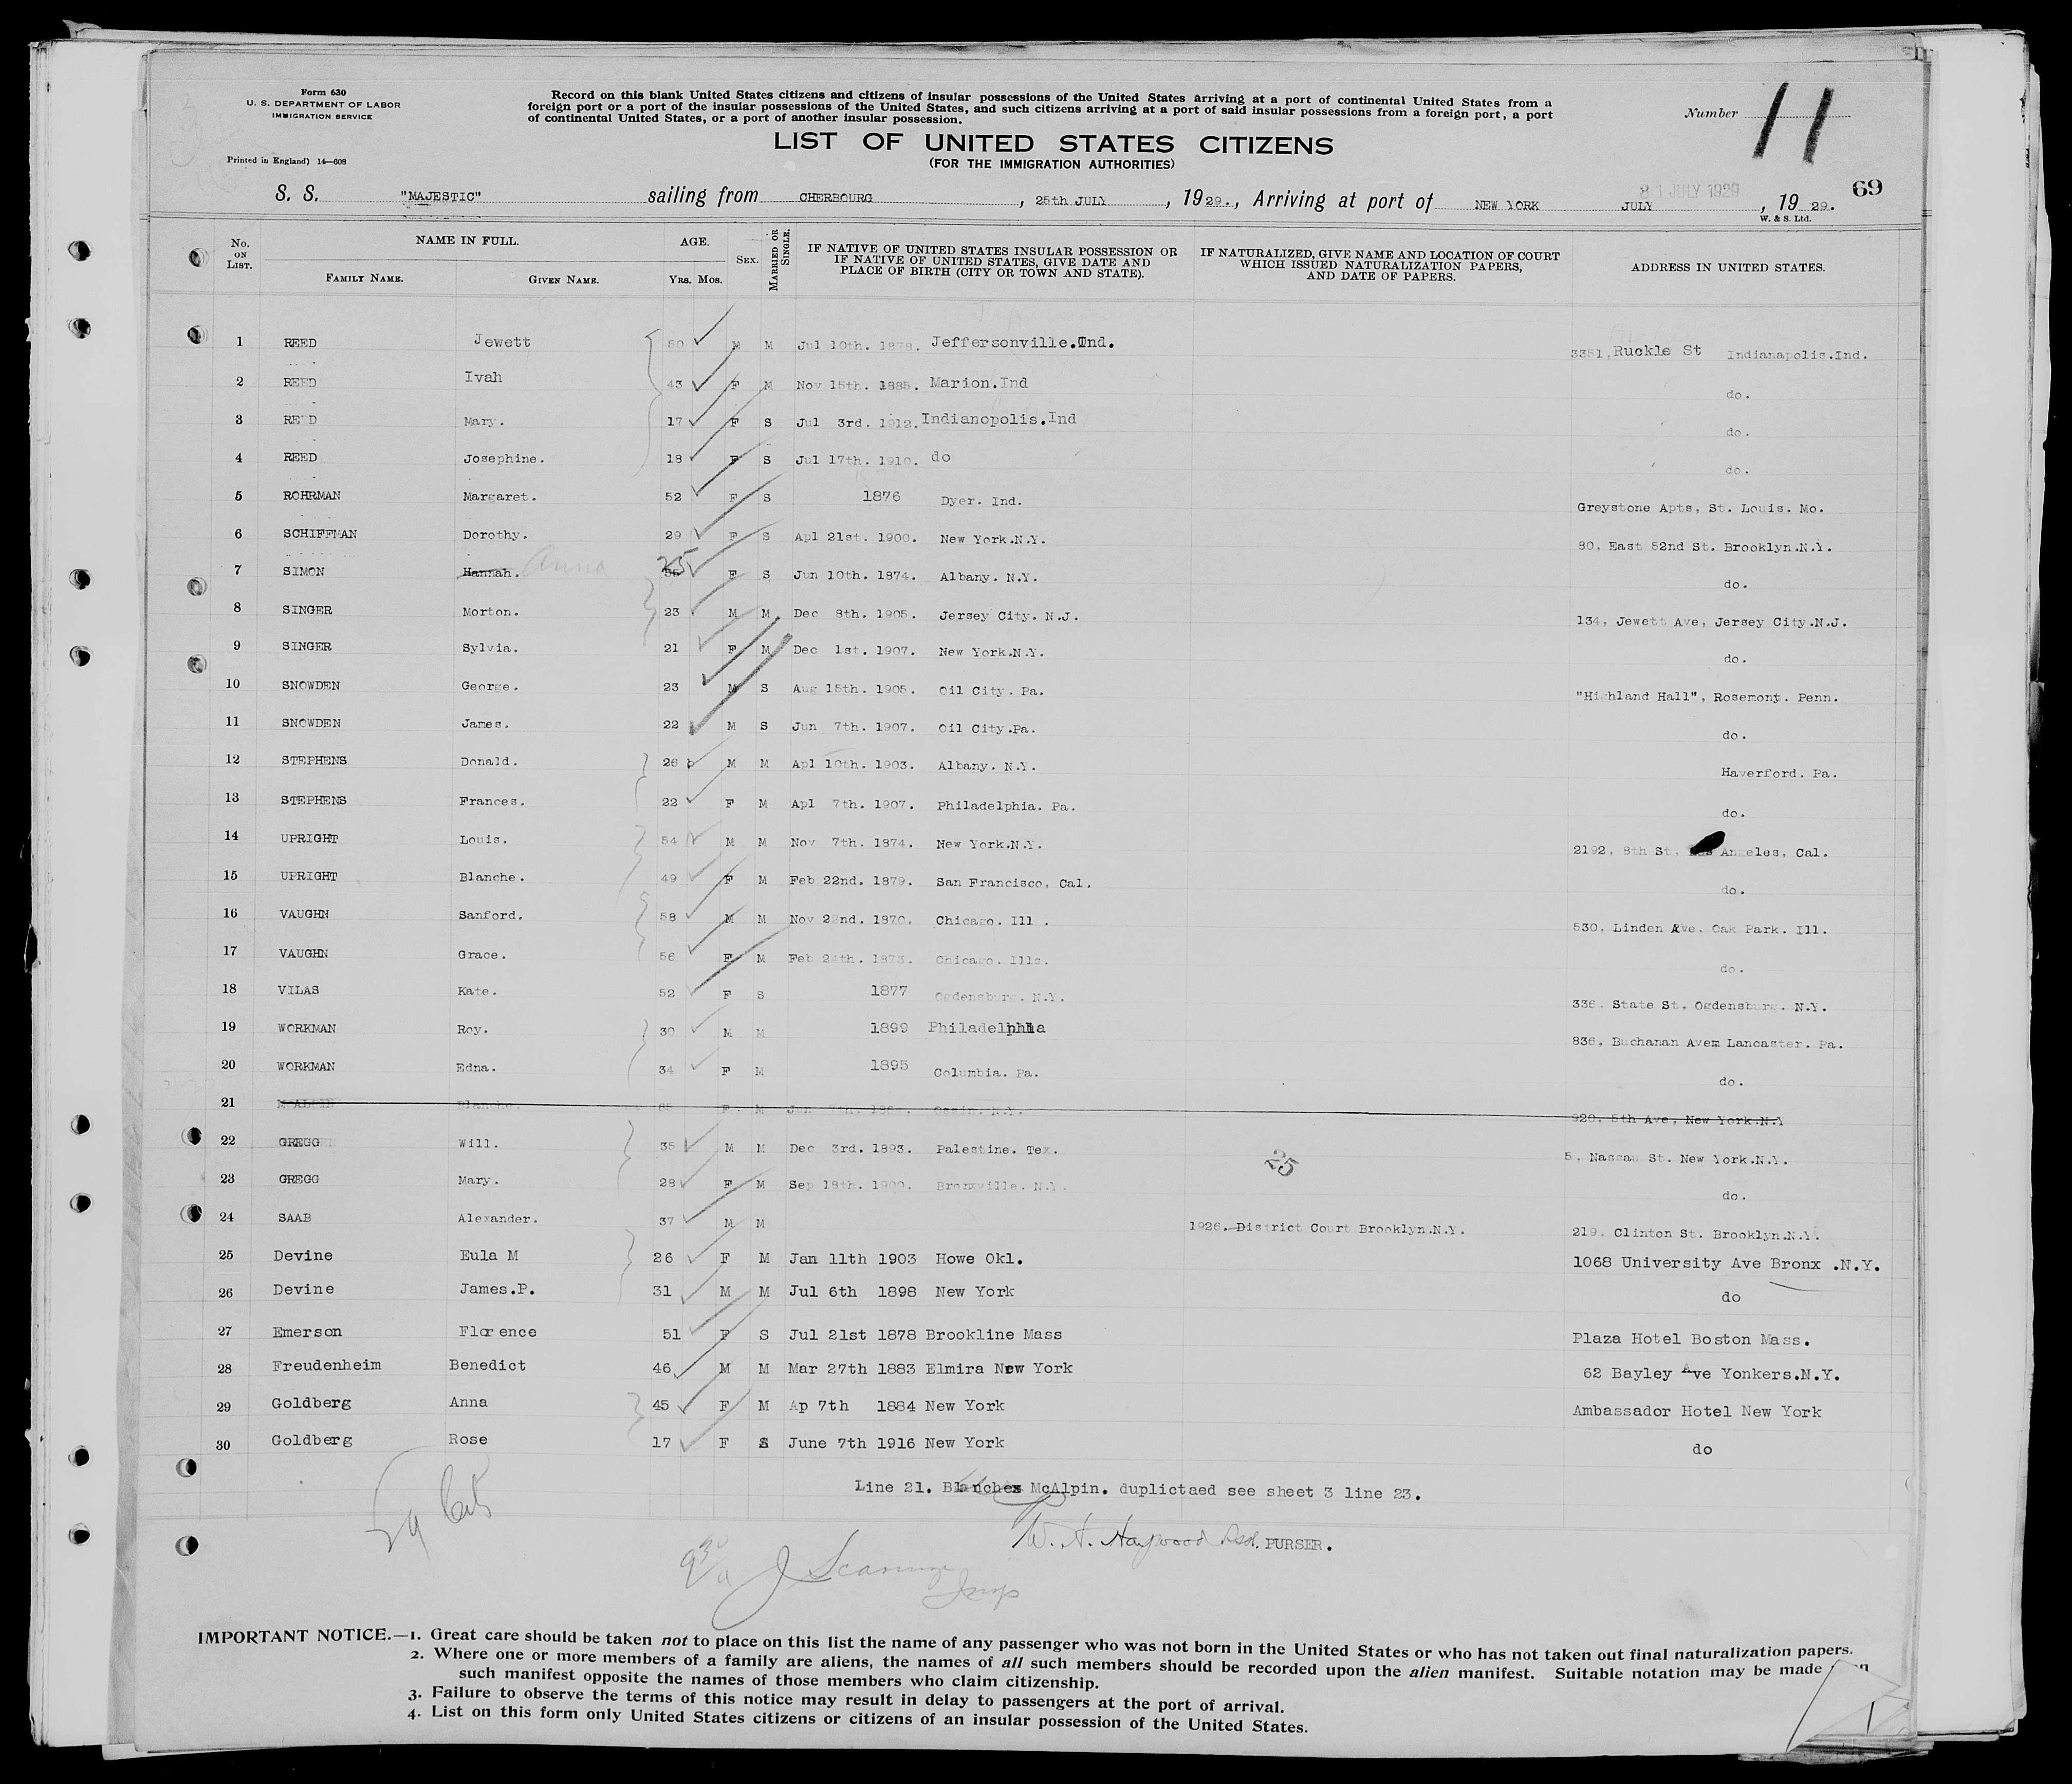 Form 630
U. S. DEPARTMENT OF LABOR
IMMIGRATION SERVICE
Printed in England) 14—608
Record on this blank United States citizens and citizens of insular possessions of the United States arriving at a port of continental United States from a
foreign port or a port of the insular possessions of the United States, and such citizens arriving at a port of said insular possessions from a foreign port, a port
of continental United States, or a port of another insular possession.
Number 11
LIST OF UNITED STATES CITIZENS
(FOR THE IMMIGRATION AUTHORITIES)
S. S. "MAJESTIC" sailing from CHERBOURG, 25th JULY, 1929., Arriving at port of NEW YORK JULY, 1929.
JULY 1929
69
W. & S. Ltd.
No. ON LIST. NAME IN FULL. FAMILY NAME. GIVEN NAME. AGE. YRS. MOS. SEX. MARRIED OR SINGLE. IF NATIVE OF UNITED STATES INSULAR POSSESSION OR IF NATIVE OF UNITED STATES, GIVE DATE AND PLACE OF BIRTH (CITY OR TOWN AND STATE). IF NATURALIZED, GIVE NAME AND LOCATION OF COURT WHICH ISSUED NATURALIZATION PAPERS, AND DATE OF PAPERS. ADDRESS IN UNITED STATES.
1 REED Jewett 50 M M Jul 10th. 1878. Jeffersonville.Ind. 3351, Ruckle St Indianapolis.Ind.
2 REED Ivah 43 F M Nov 15th. 1885. Marion.Ind do.
3 REED Mary. 17 F S Jul 3rd. 1912. Indianopolis.Ind do.
4 REED Josephine. 18 F S Jul 17th. 1910. do do.
5 ROHRMAN Margaret. 52 F S 1876 Dyer. Ind. Greystone Apts, St. Louis. Mo.
6 SCHIFFMAN Dorothy. 29 F S Apl 21st. 1900. New York.N.Y. 80, East 52nd St. Brooklyn.N.Y.
7 SIMON Hannah. Anna 25 F S Jun 10th. 1874. Albany. N.Y. do.
8 SINGER Morton. 23 M M. Dec 8th. 1905. Jersey City. N.J. 134, Jewett Ave, Jersey City.N.J.
9 SINGER Sylvia. 21 F M Dec 1st. 1907. New York.N.Y. do.
10 SNOWDEN George. 23 M S Aug 15th. 1905. Oil City. Pa. "Highland Hall", Rosemont. Penn.
11 SNOWDEN James. 22 M S Jun 7th. 1907. Oil City.Pa. do.
12 STEPHENS Donald. 26 M M Apl 10th. 1903. Albany. N.Y. Haverford. Pa.
13 STEPHENS Frances. 22 F M Apl 7th. 1907. Philadelphia. Pa. do.
14 UPRIGHT Louis. 54 M M Nov 7th. 1874. New York.N.Y. 2192, 8th St. Los Angeles, Cal.
15 UPRIGHT Blanche. 49 F M Feb 22nd. 1879. San Francisco, Cal. do.
16 VAUGHN Sanford. 58 M M Nov 22nd. 1870. Chicago. Ill . 530, Linden Ave. Oak Park. Ill.
17 VAUGHN Grace. 56 F M Feb 24th. 1873. Chicago. Ills. do.
18 VILAS Kate. 52 F S 1877 Ogdensburg. N.Y. 336, State St. Ogdensburg. N.Y.
19 WORKMAN Roy. 30 M M 1899 Philadelphia 836, Buchanan Avem Lancaster. Pa.
20 WORKMAN Edna. 34 F M 1895 Columbia. Pa. do.
21 McALPIN Blanche. F. M Jun N.Y. 920, 5th Ave, New York.N.Y
22 GREGG Will. 35 M M Dec 3rd. 1893. Palestine. Tex. 5, Nassau St. New York.N.Y.
25
23 GREGG Mary. 28 F M Sep 18th. 1900. Bronxville. N.Y. do.
24 SAAB Alexander. 37 M M 1926. District Court Brooklyn.N.Y. 219, Clinton St. Brooklyn.N.Y.
25 Devine Eula M 26 F M Jan 11th 1903 Howe Okl. 1068 University Ave Bronx .N.Y.
26 Devine James.P. 31 M M Jul 6th 1898 New York do
27 Emerson Florence 51 F S Jul 21st 1878 Brookline Mass Plaza Hotel Boston Mass.
28 Freudenheim Benedict 46 M M Mar 27th 1883 Elmira New York 62 Bayley Ave Yonkers.N.Y.
29 Goldberg Anna 45 F M Ap 7th 1884 New York Ambassador Hotel New York
30 Goldberg Rose 17 F S June 7th 1916 New York do
Line 21. Blanche McAlpin. duplictaed see sheet 3 line 23.
W. H. Haywood Asst. PURSER.
IMPORTANT NOTICE.—1. Great care should be taken not to place on this list the name of any passenger who was not born in the United States or who has not taken out final naturalization papers.
2. Where one or more members of a family are aliens, the names of all such members should be recorded upon the alien manifest. Suitable notation may be made
such manifest opposite the names of those members who claim citizenship.
3. Failure to observe the terms of this notice may result in delay to passengers at the port of arrival.
4. List on this form only United States citizens or citizens of an insular possession of the United States.